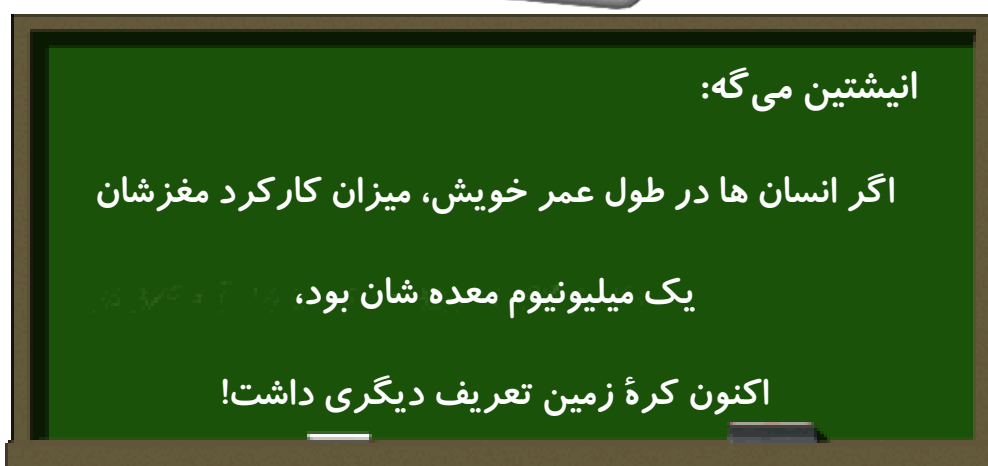 انیشتین می‌گه:
اگر انسان ها در طول عمر خویش، میزان کارکرد مغزشان
یک میلیونیوم معده شان بود،
اکنون کرهٔ زمین تعریف دیگری داشت!